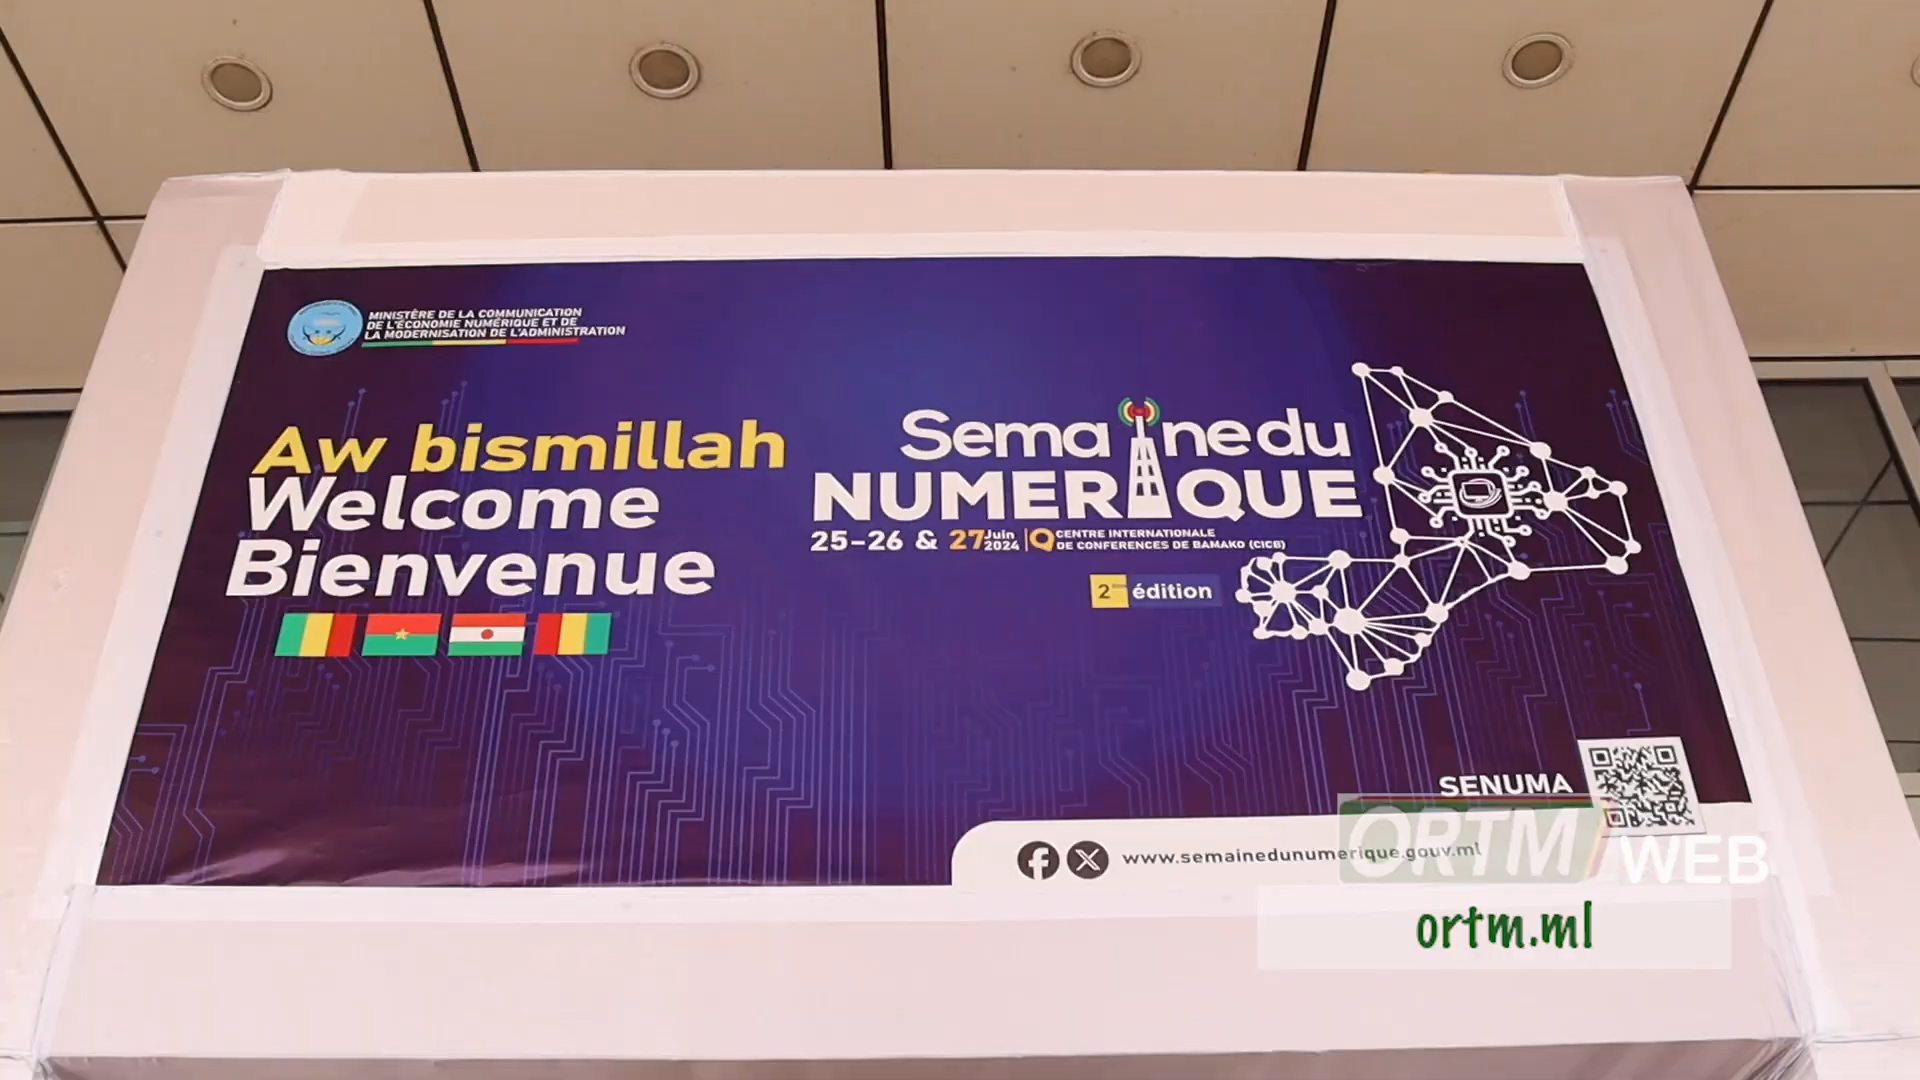 MINISTÈRE DE LA COMMUNICATION
DE L'ÉCONOMIE NUMÉRIQUE ET DE
LA MODERNISATION DE L'ADMINISTRATION
Aw bismillah
Welcome
Bienvenue
Semaine du
NUMERIQUE
25-26 & 27 Juin 2024
CENTRE INTERNATIONALE
DE CONFERENCES DE BAMAKO (CICB)
2ème édition
SENUMA
www.semainedunumerique.gouv.ml
ORTM WEB
ortm.ml